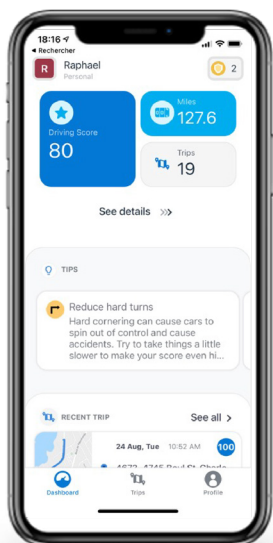 18:16
Rechercher
R
Raphael
Personal
2
Driving Score
80
Miles
127.6
Trips
19
See details
TIPS
Reduce hard turns
Hard cornering can cause cars to
spin out of control and cause
accidents. Try to take things a little
slower to make your score even hi...
RECENT TRIP
See all >
24 Aug, Tue 10:52 AM
100
Dashboard
Trips
Profile